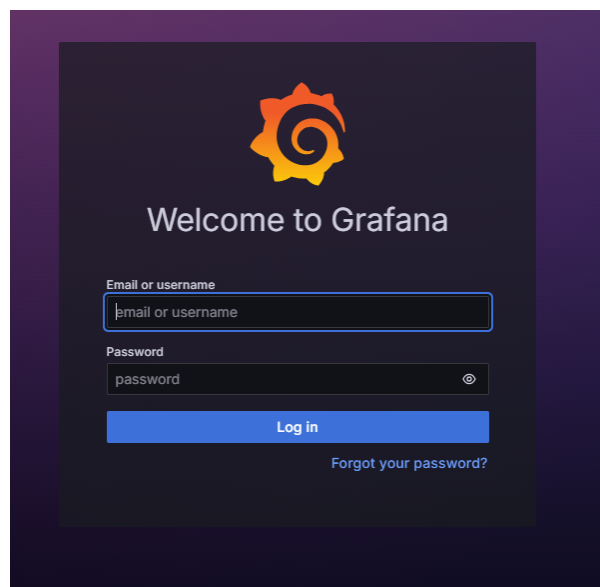 Welcome to Grafana
Email or username
email or username
Password
password
Log in
Forgot your password?